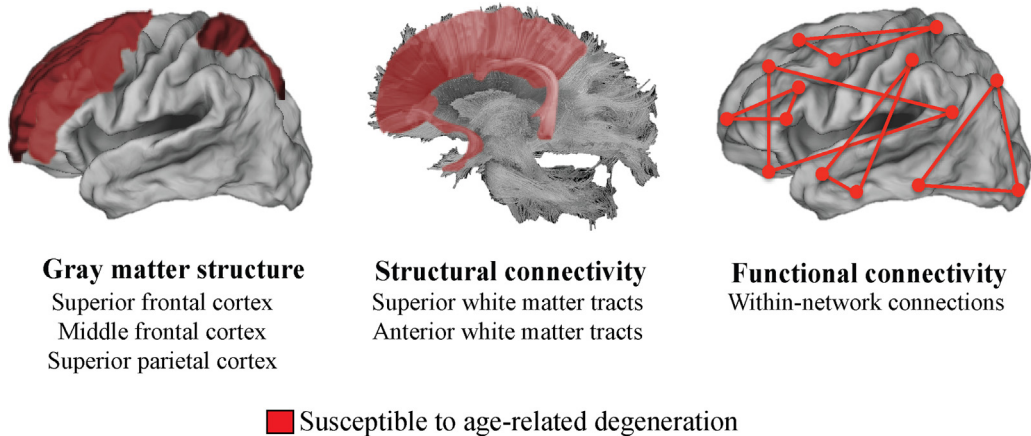 Gray matter structure
Superior frontal cortex
Middle frontal cortex
Superior parietal cortex
Structural connectivity
Superior white matter tracts
Anterior white matter tracts
Functional connectivity
Within-network connections
Susceptible to age-related degeneration